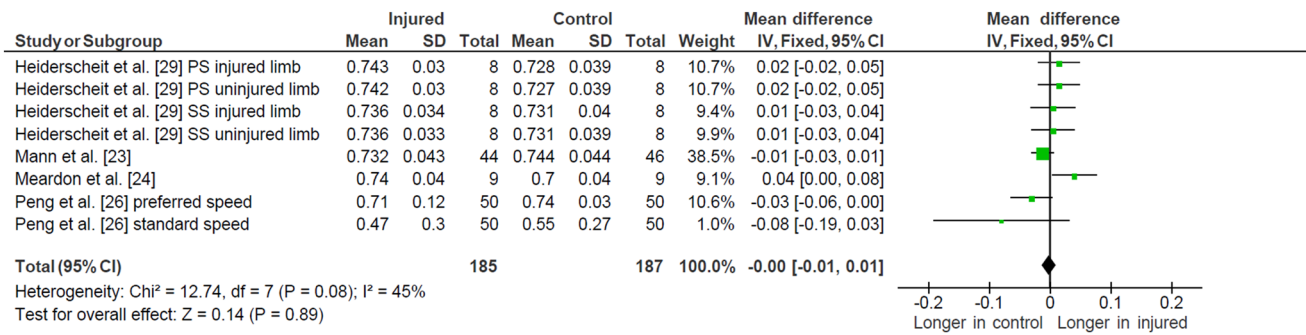 Injured Control Mean difference Mean difference
Study or Subgroup Mean SD Total Mean SD Total Weight IV, Fixed, 95% CI IV, Fixed, 95% CI
Heiderscheit et al. [29] PS injured limb 0.743 0.03 8 0.728 0.039 8 10.7% 0.02 [-0.02, 0.05]
Heiderscheit et al. [29] PS uninjured limb 0.742 0.03 8 0.727 0.039 8 10.7% 0.02 [-0.02, 0.05]
Heiderscheit et al. [29] SS injured limb 0.736 0.034 8 0.731 0.04 8 9.4% 0.01 [-0.03, 0.04]
Heiderscheit et al. [29] SS uninjured limb 0.736 0.033 8 0.731 0.039 8 9.9% 0.01 [-0.03, 0.04]
Mann et al. [23] 0.732 0.043 44 0.744 0.044 46 38.5% -0.01 [-0.03, 0.01]
Meardon et al. [24] 0.74 0.04 9 0.7 0.04 9 9.1% 0.04 [0.00, 0.08]
Peng et al. [26] preferred speed 0.71 0.12 50 0.74 0.03 50 10.6% -0.03 [-0.06, 0.00]
Peng et al. [26] standard speed 0.47 0.3 50 0.55 0.27 50 1.0% -0.08 [-0.19, 0.03]
Total (95% CI) 185 187 100.0% -0.00 [-0.01, 0.01]
Heterogeneity: Chi² = 12.74, df = 7 (P = 0.08); I² = 45%
Test for overall effect: Z = 0.14 (P = 0.89)
-0.2 -0.1 0 0.1 0.2
Longer in control Longer in injured